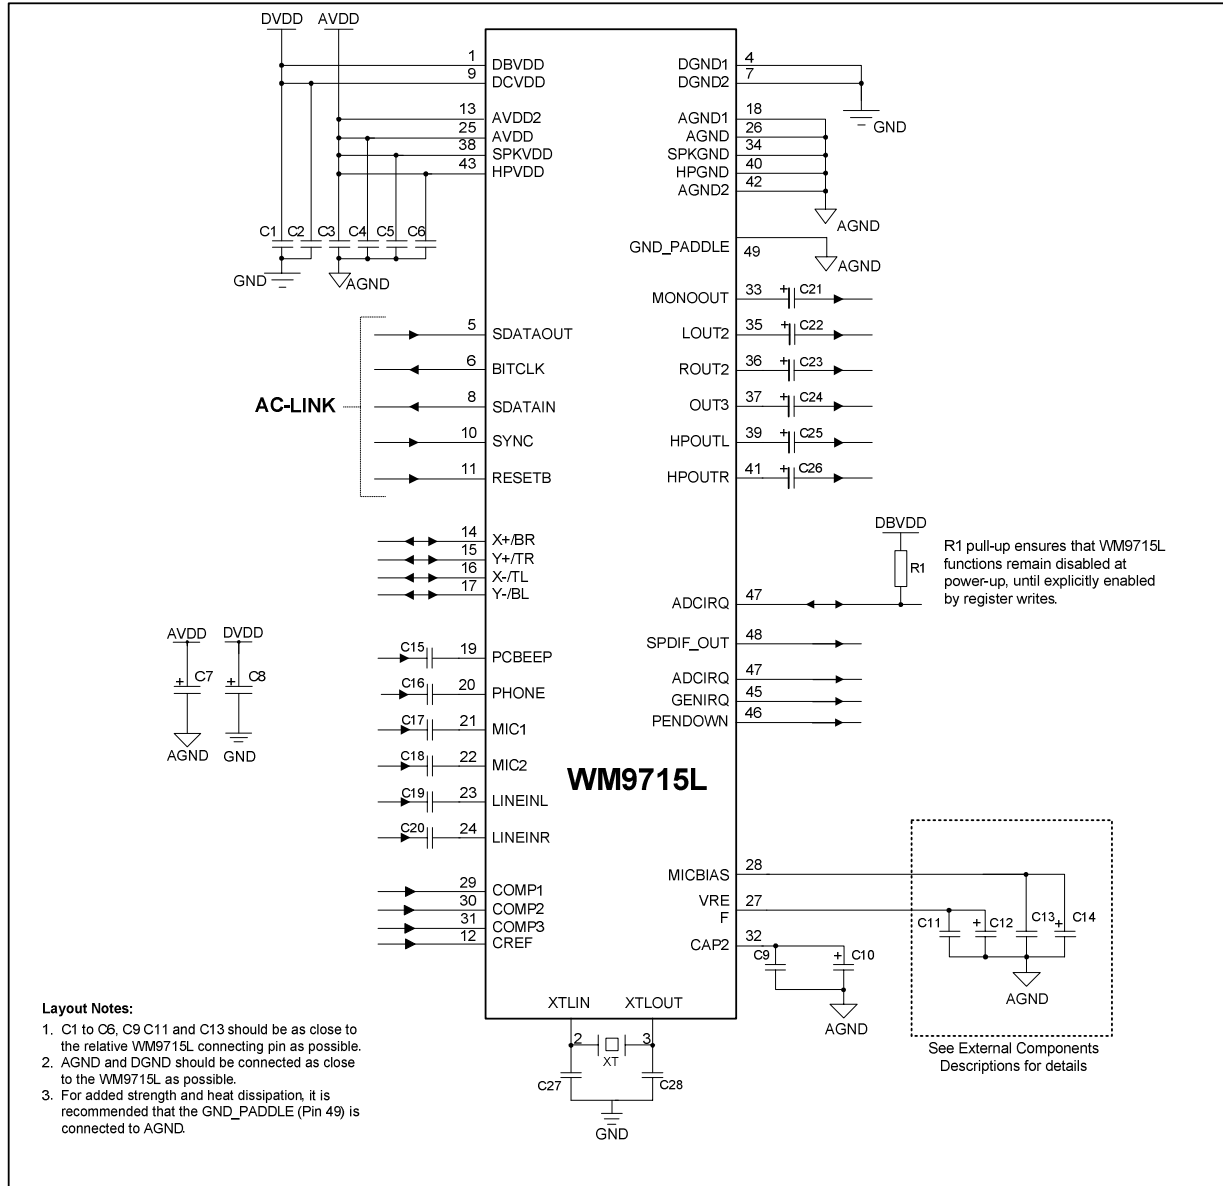 DVDD AVDD
1 DBVDD
9 DCVDD
13 AVDD2
25 AVDD
38 SPKVDD
43 HPVDD
C1 C2 C3 C4 C5 C6
GND AGND
DGND1 4
DGND2 7
GND
AGND1 18
AGND 26
SPKGND 34
HPGND 40
AGND2 42
AGND
GND_PADDLE 49
AGND
AC-LINK
5 SDATAOUT
6 BITCLK
8 SDATAIN
10 SYNC
11 RESETB
MONOOUT 33 + C21
LOUT2 35 + C22
ROUT2 36 + C23
OUT3 37 + C24
HPOUTL 39 + C25
HPOUTR 41 + C26
14 X+/BR
15 Y+/TR
16 X-/TL
17 Y-/BL
DBVDD
R1
R1 pull-up ensures that WM9715L
functions remain disabled at
power-up, until explicitly enabled
by register writes.
ADCIRQ 47
SPDIF_OUT 48
ADCIRQ 47
GENIRQ 45
PENDOWN 46
AVDD DVDD
+ C7 + C8
AGND GND
C15 19 PCBEEP
C16 20 PHONE
C17 21 MIC1
C18 22 MIC2
C19 23 LINEINL
C20 24 LINEINR
WM9715L
29 COMP1
30 COMP2
31 COMP3
12 CREF
MICBIAS 28
VRE
F
27
CAP2 32
C9 + C10
AGND
C11 + C12 C13 + C14
AGND
See External Components
Descriptions for details
XTLIN XTLOUT
2 3
XT
C27 C28
GND
Layout Notes:
1. C1 to C6, C9 C11 and C13 should be as close to
the relative WM9715L connecting pin as possible.
2. AGND and DGND should be connected as close
to the WM9715L as possible.
3. For added strength and heat dissipation, it is
recommended that the GND_PADDLE (Pin 49) is
connected to AGND.